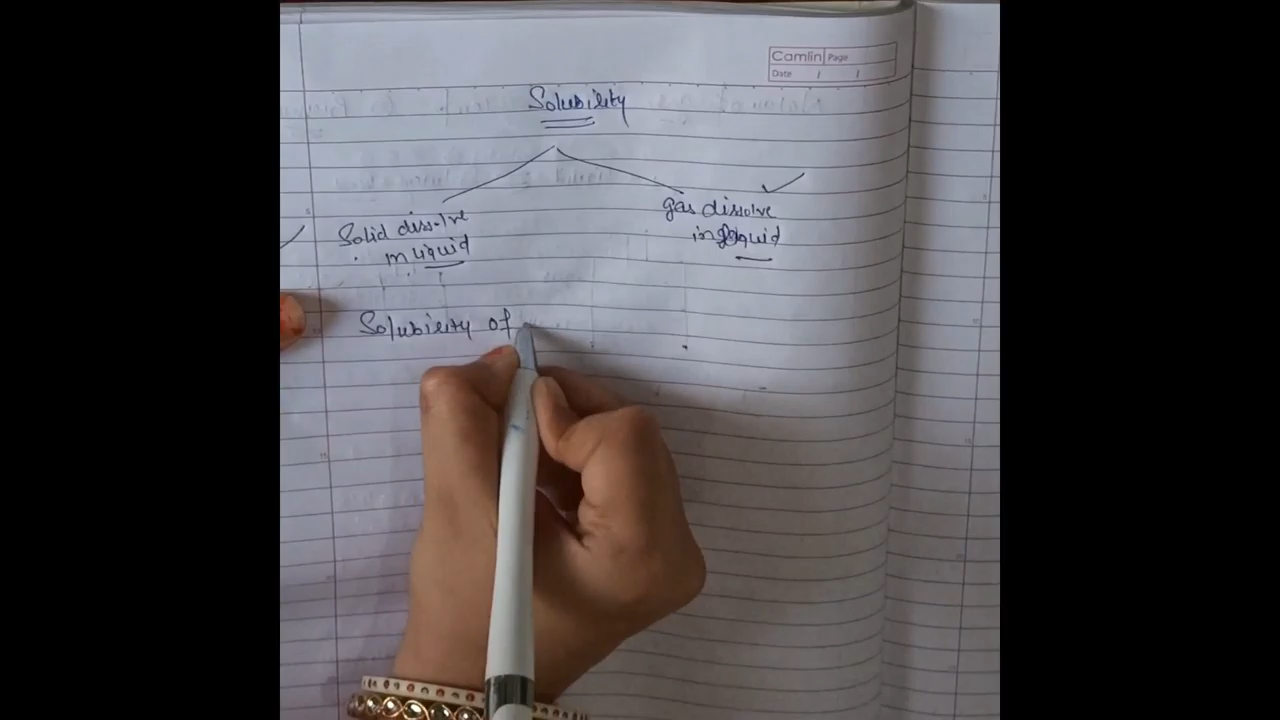 Camlin Page
Date / /
Solubility
Solid dissolve
in liquid
gas dissolve
in liquid
Solubility of